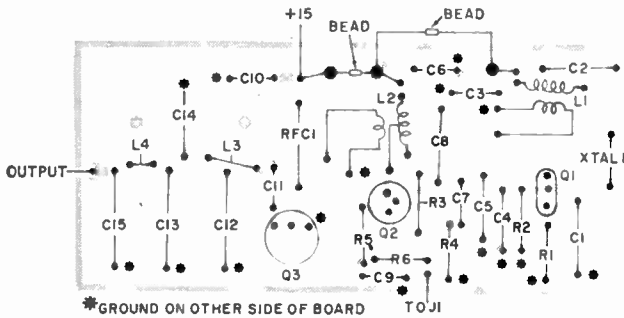 +15
BEAD
BEAD
C10
C6
C2
C3
C14
L2
L1
RFC1
C8
L4
L3
XTAL
OUTPUT
C11
Q1
C15
C13
C12
R3
C7
C5
C4
R2
Q2
R5
R4
R1
C1
R6
Q3
C9
*GROUND ON OTHER SIDE OF BOARD
TOJ1